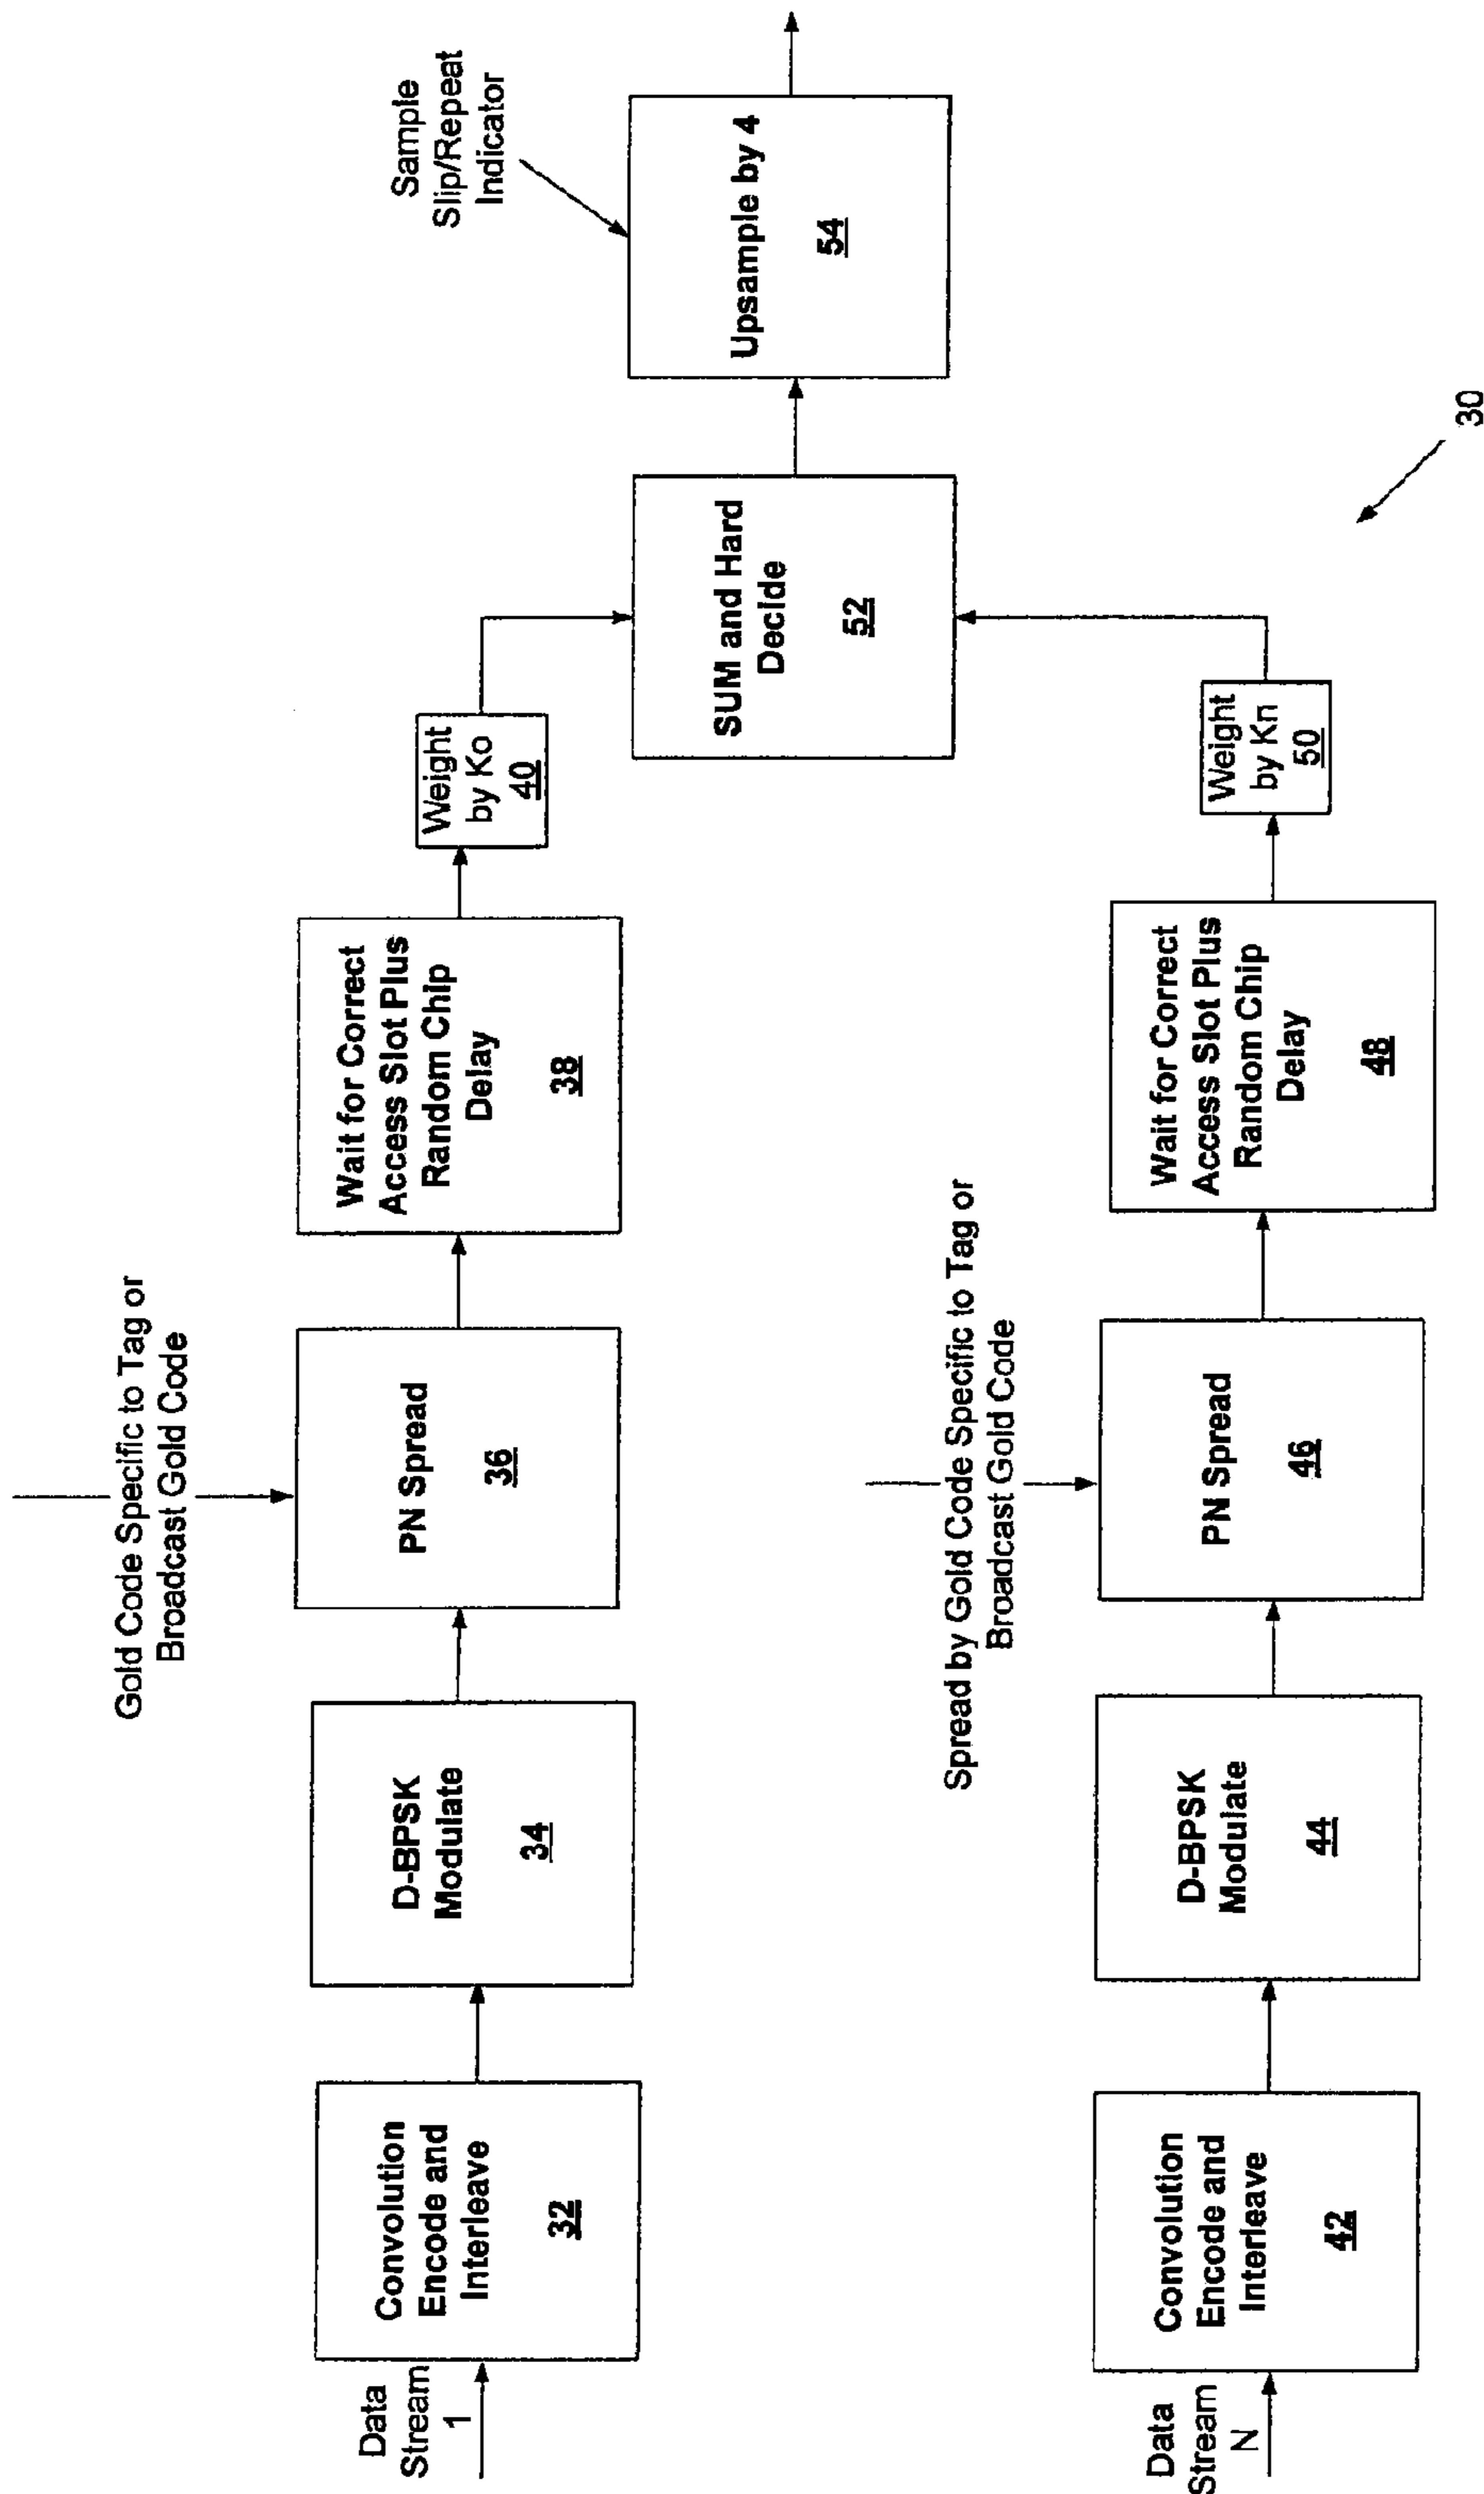 Data
Stream
1
Convolution
Encode and
Interleave
32
D-BPSK
Modulate
34
Gold Code Specific to Tag or
Broadcast Gold Code
PN Spread
36
Wait for Correct
Access Slot Plus
Random Chip
Delay
38
Weight
by Ko
40
SUM and Hard
Decide
52
Sample
Slip/Repeat
Indicator
Upsample by 4
54
Data
Stream
N
Convolution
Encode and
Interleave
42
D-BPSK
Modulate
44
Spread by Gold Code Specific to Tag or
Broadcast Gold Code
PN Spread
46
Wait for Correct
Access Slot Plus
Random Chip
Delay
48
Weight
by Kn
50
30